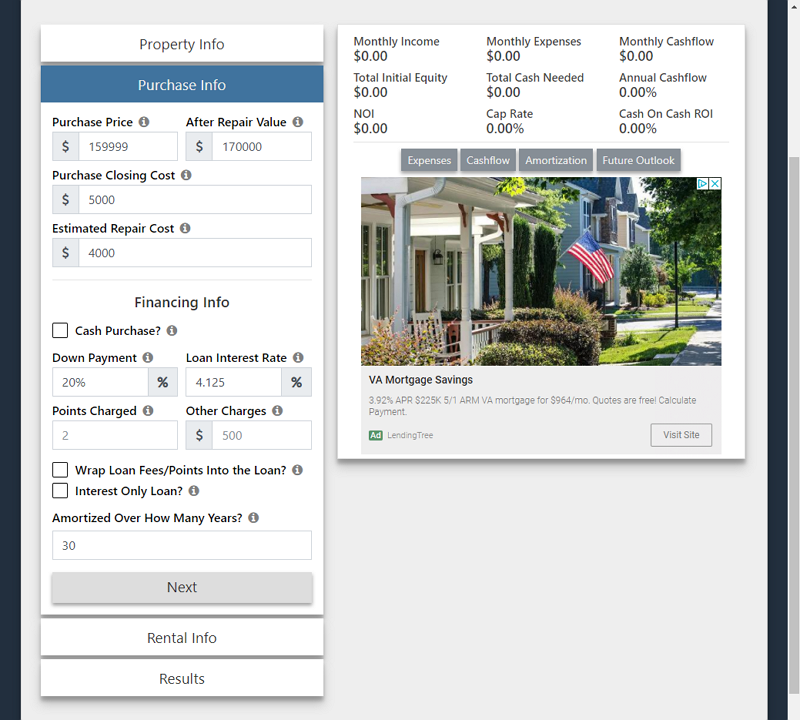 Property Info
Purchase Info
Purchase Price
After Repair Value
$ 159999
$ 170000
Purchase Closing Cost
$ 5000
Estimated Repair Cost
$ 4000
Financing Info
Cash Purchase?
Down Payment
Loan Interest Rate
20% %
4.125 %
Points Charged
Other Charges
2
$ 500
Wrap Loan Fees/Points Into the Loan?
Interest Only Loan?
Amortized Over How Many Years?
30
Next
Rental Info
Results
Monthly Income
$0.00
Monthly Expenses
$0.00
Monthly Cashflow
$0.00
Total Initial Equity
$0.00
Total Cash Needed
$0.00
Annual Cashflow
0.00%
NOI
$0.00
Cap Rate
0.00%
Cash On Cash ROI
0.00%
Expenses
Cashflow
Amortization
Future Outlook
VA Mortgage Savings
3.92% APR $225K 5/1 ARM VA mortgage for $964/mo. Quotes are free! Calculate
Payment.
Ad LendingTree
Visit Site